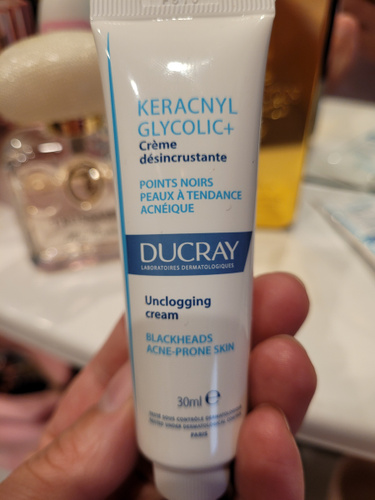 KERACNYL
GLYCOLIC+
Crème
désincrustante
POINTS NOIRS
PEAUX À TENDANCE
ACNÉIQUE
DUCRAY
LABORATOIRES DERMATOLOGIQUES
Unclogging
cream
BLACKHEADS
ACNE-PRONE SKIN
30ml ℮
PARIS